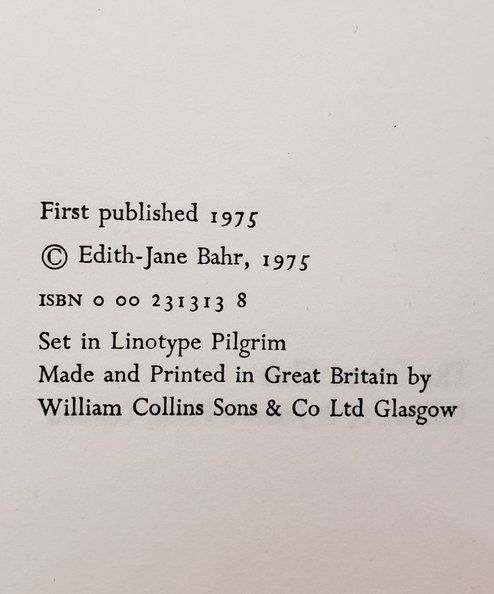 First published 1975
© Edith-Jane Bahr, 1975
ISBN 0 00 231313 8
Set in Linotype Pilgrim
Made and Printed in Great Britain by
William Collins Sons & Co Ltd Glasgow